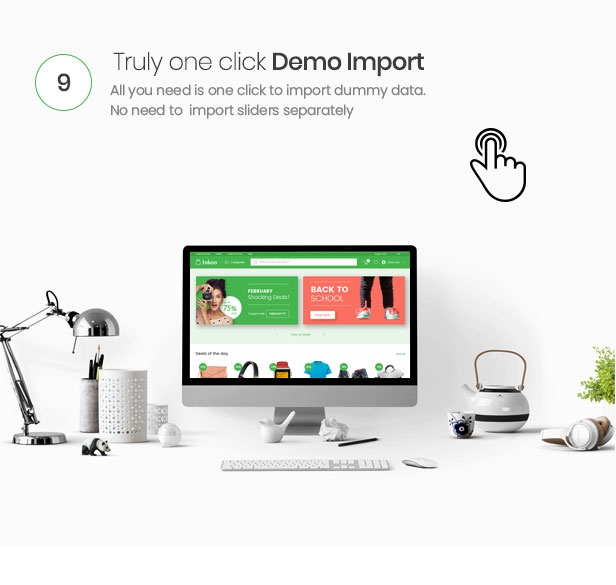 9
Truly one click Demo Import
All you need is one click to import dummy data.
No need to import sliders separately
tokoo
Categories
FEBRUARY
Shocking Deals!
75%
BACK TO
SCHOOL
Deals of the day